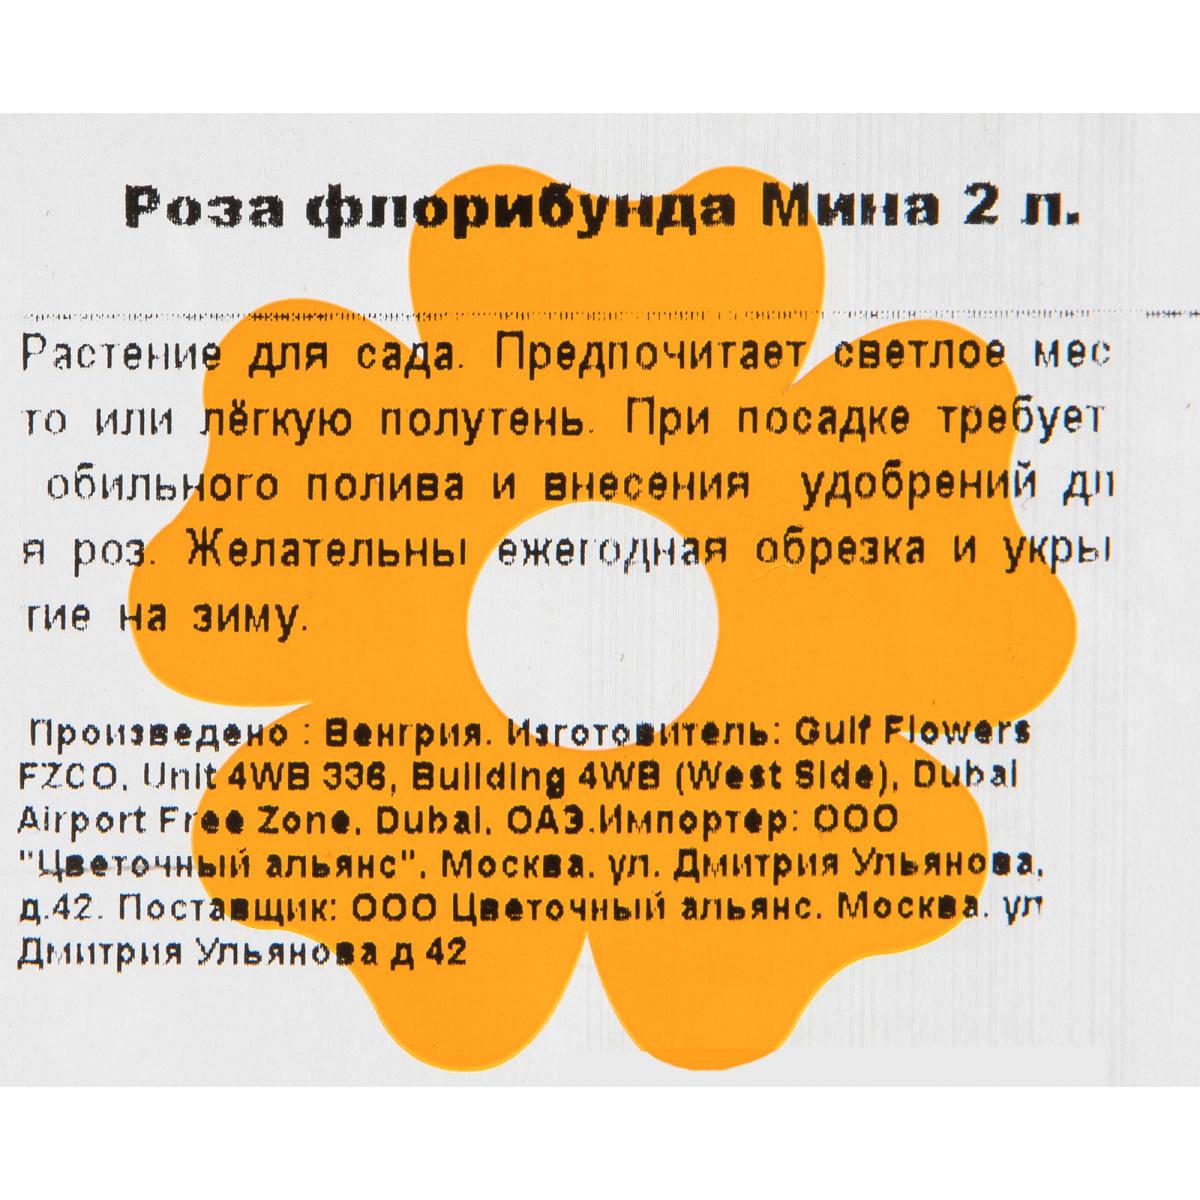 Роза флорибунда Мина 2 л.
Растение для сада. Предпочитает светлое мес
то или лёгкую полутень. При посадке требует
обильного полива и внесения удобрений дл
я роз. Желательны ежегодная обрезка и укры
тие на зиму.
Произведено : Венгрия. Изготовитель: Gulf Flowers
FZCO, Unit 4WB 336, Building 4WB (West Side), Dubai
Airport Free Zone, Dubai, ОАЭ.Импортер: ООО
"Цветочный альянс", Москва, ул. Дмитрия Ульянова,
д.42. Поставщик: ООО Цветочный альянс. Москва. ул
Дмитрия Ульянова д 42